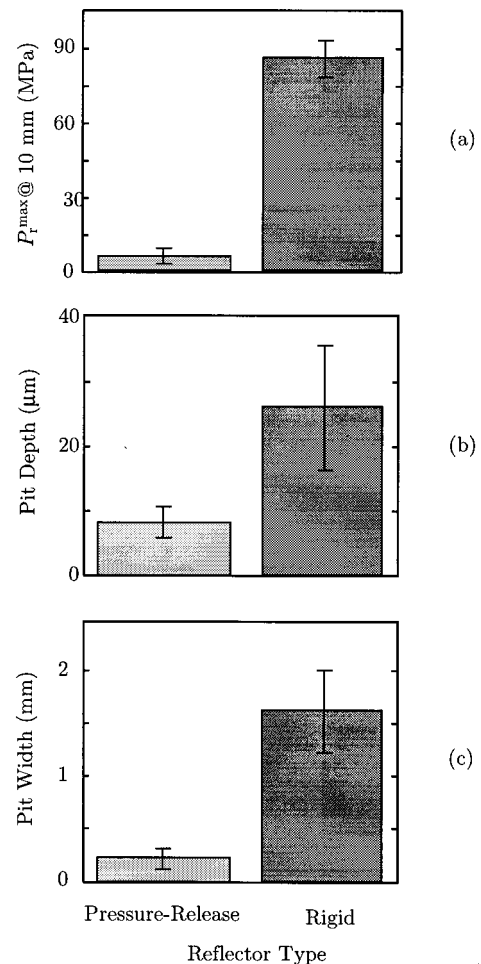 90
60
30
0
P_r^max @ 10 mm (MPa)
(a)
40
20
0
Pit Depth (μm)
(b)
2
1
0
Pit Width (mm)
(c)
Pressure-Release Rigid
Reflector Type